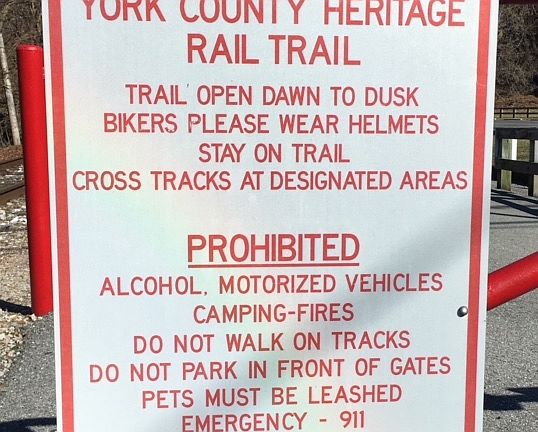 YORK COUNTY HERITAGE
RAIL TRAIL
TRAIL OPEN DAWN TO DUSK
BIKERS PLEASE WEAR HELMETS
STAY ON TRAIL
CROSS TRACKS AT DESIGNATED AREAS
PROHIBITED
ALCOHOL, MOTORIZED VEHICLES
CAMPING-FIRES
DO NOT WALK ON TRACKS
DO NOT PARK IN FRONT OF GATES
PETS MUST BE LEASHED
EMERGENCY - 911